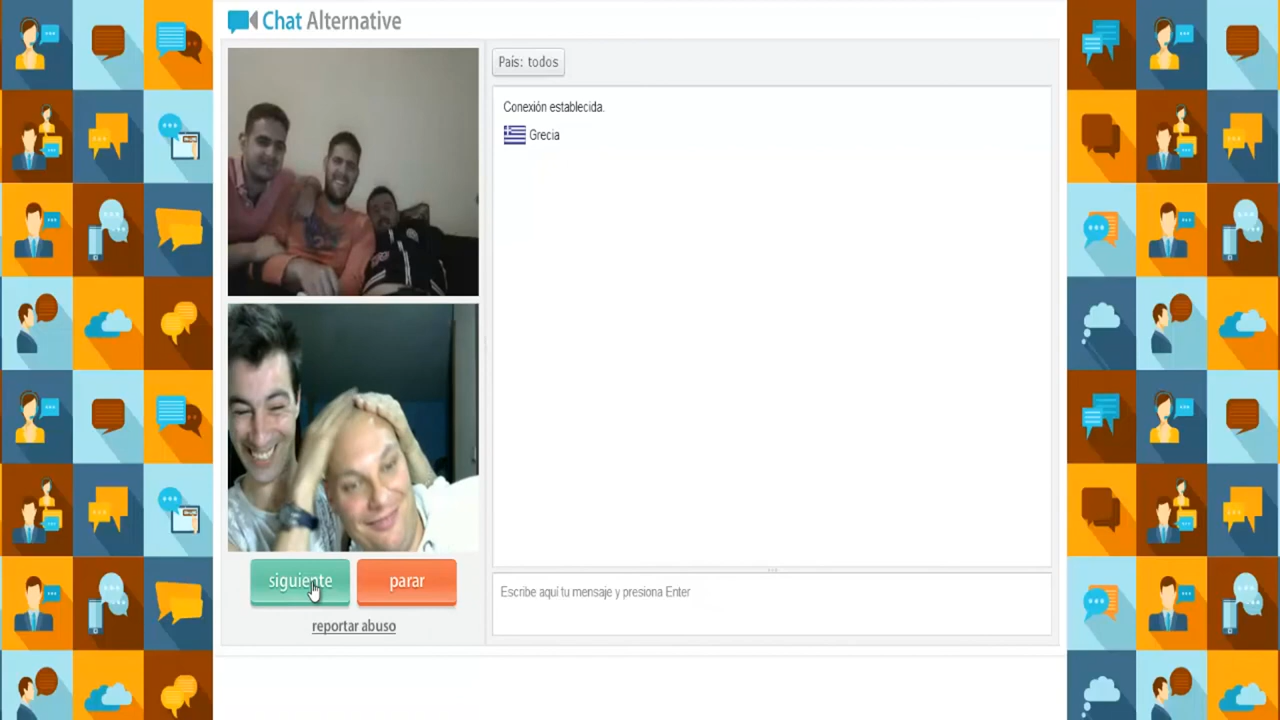 Chat Alternative
País: todos
Conexión establecida.
Grecia
siguiente
parar
reportar abuso
Escribe aquí tu mensaje y presiona Enter